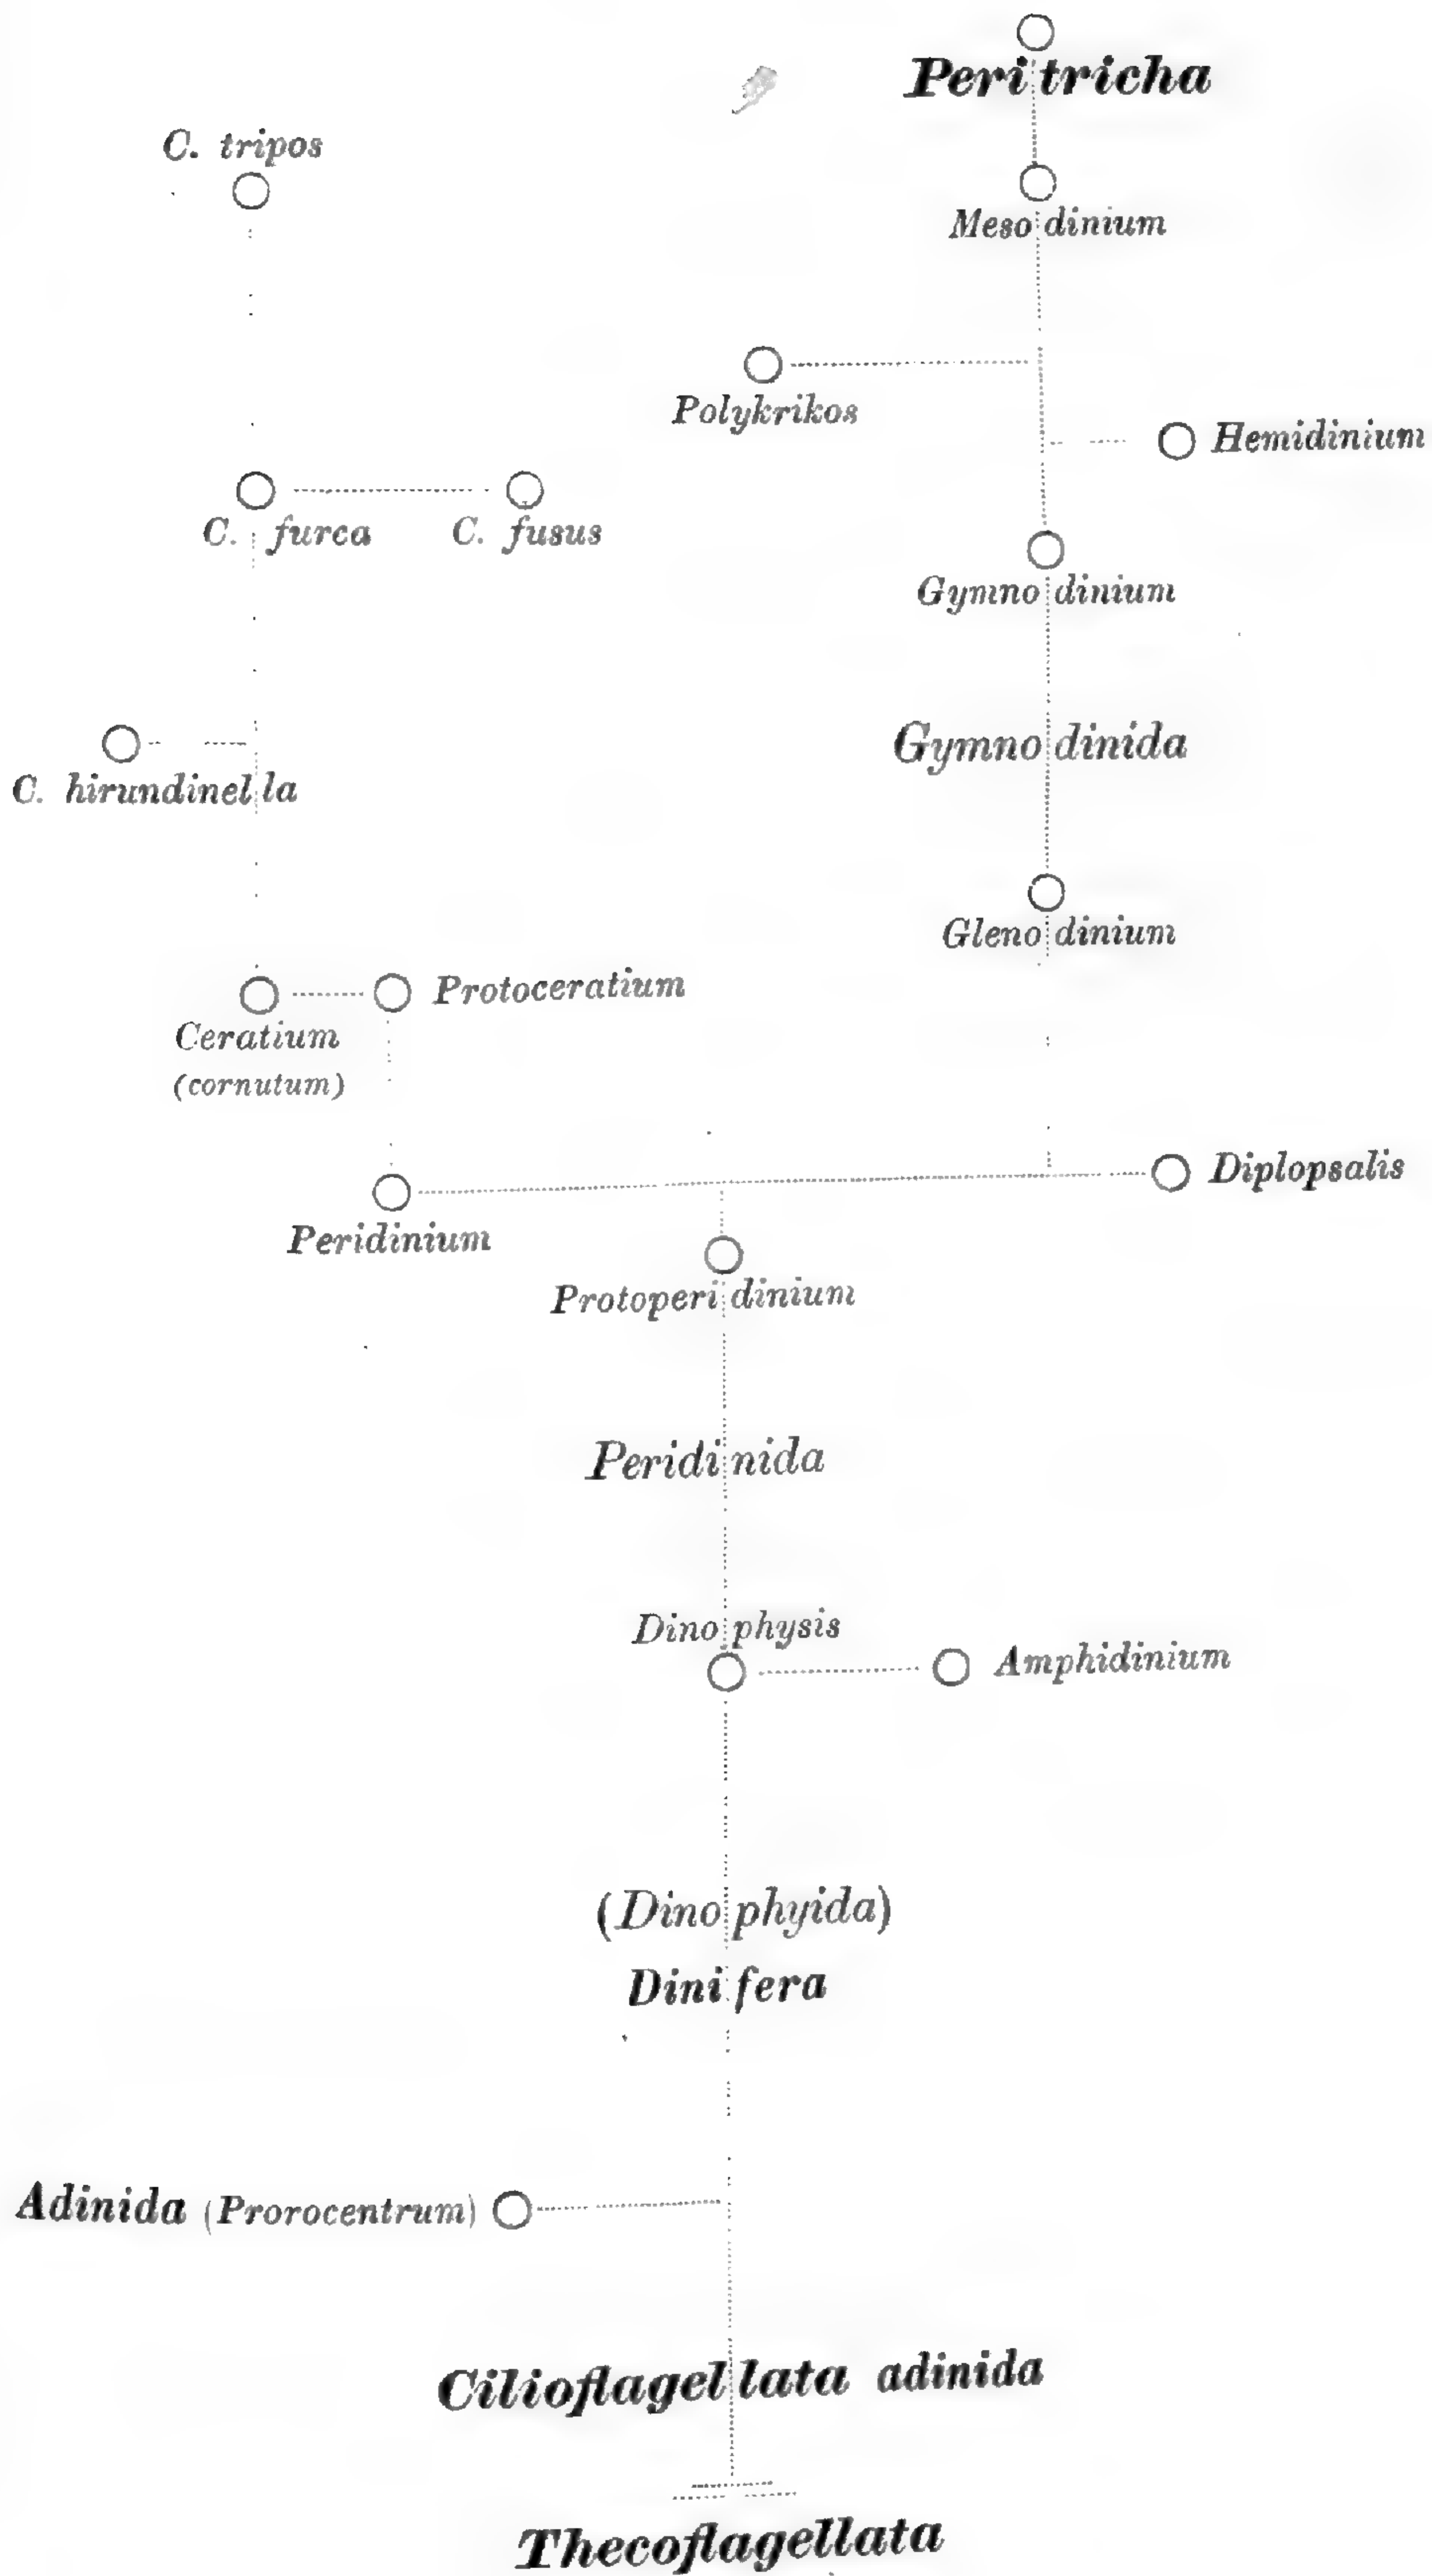 Peritricha
C. tripos
Mesodinium
Polykrikos
Hemidinium
C. furca
C. fusus
Gymnodinium
Gymnodinida
C. hirundinella
Glenodinium
Protoceratium
Ceratium
(cornutum)
Diplopsalis
Peridinium
Protoperidinium
Peridinida
Dinophysis
Amphidinium
(Dinophyida)
Dinifera
Adinida (Prorocentrum)
Cilioflagellata adinida
Thecoflagellata